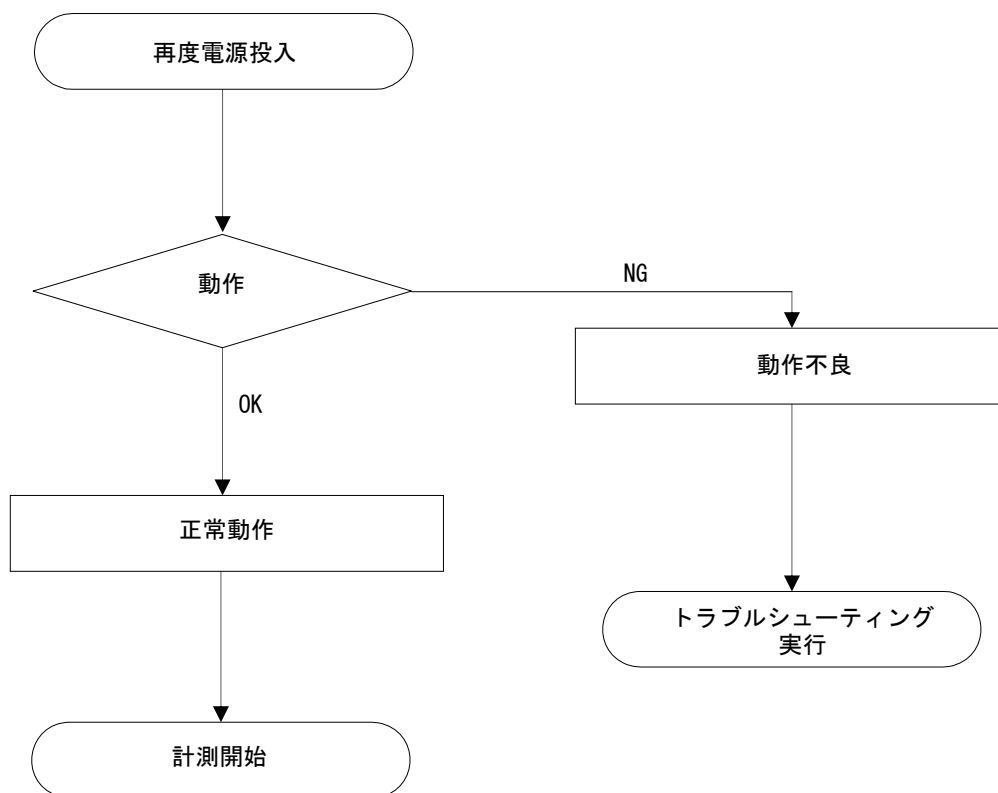 再度電源投入
動作
NG
動作不良
OK
正常動作
トラブルシューティング
実行
計測開始